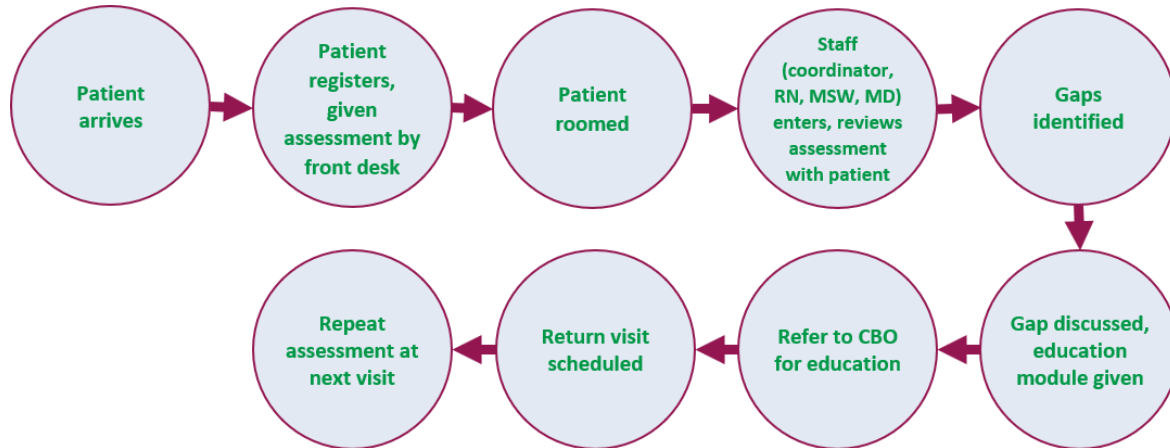 Patient
arrives
Patient
registers,
given
assessment by
front desk
Patient
roomed
Staff
(coordinator,
RN, MSW, MD)
enters, reviews
assessment
with patient
Gaps
identified
Gap discussed,
education
module given
Refer to CBO
for education
Return visit
scheduled
Repeat
assessment at
next visit